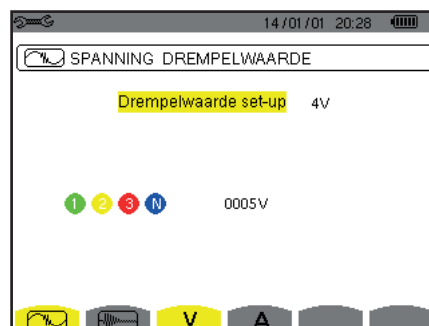 14/01/01 20:28
SPANNING DREMPELWAARDE
Drempelwaarde set-up 4V
1 2 3 N 0005V
V A